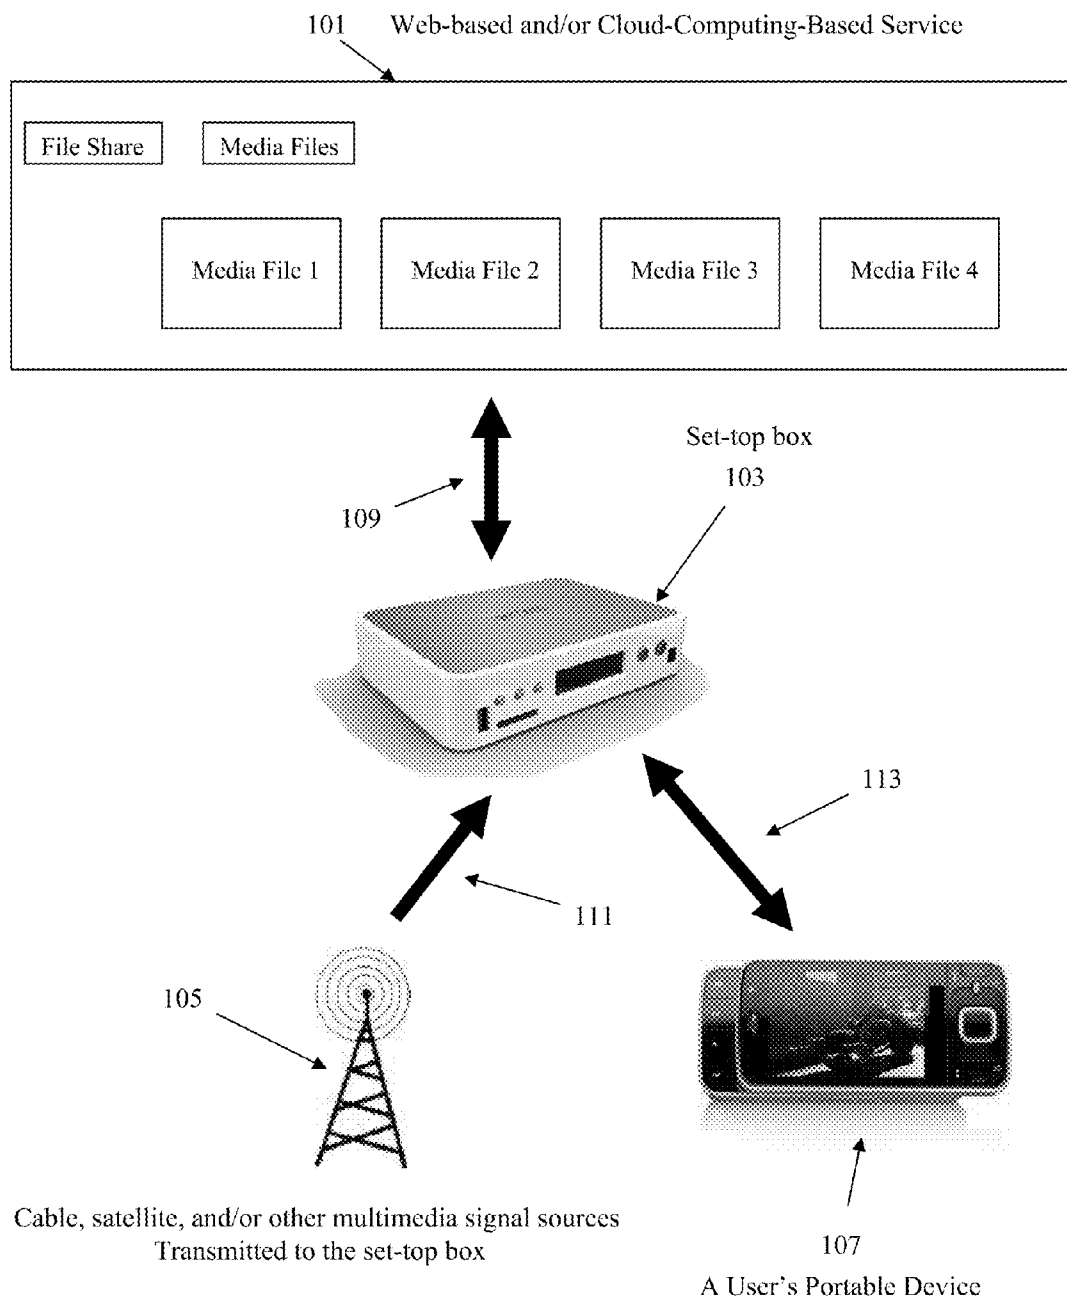 101 Web-based and/or Cloud-Computing-Based Service
File Share Media Files
Media File 1 Media File 2 Media File 3 Media File 4
Set-top box
103
109
113
111
105
Cable, satellite, and/or other multimedia signal sources
Transmitted to the set-top box
107
A User's Portable Device